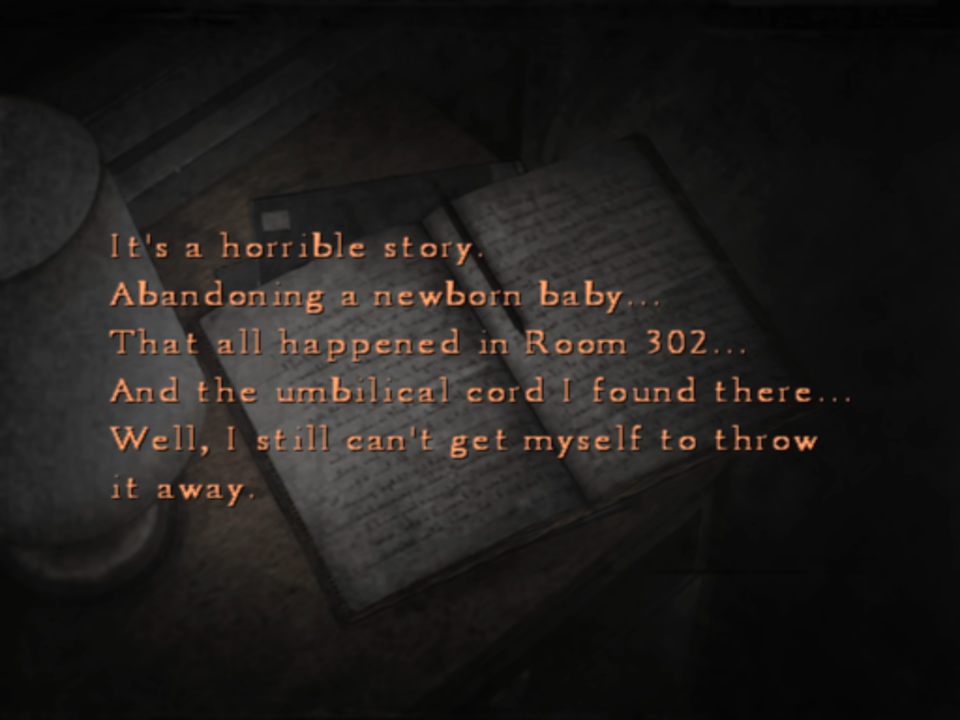 It's a horrible story.
Abandoning a newborn baby...
That all happened in Room 302...
And the umbilical cord I found there...
Well, I still can't get myself to throw
it away.